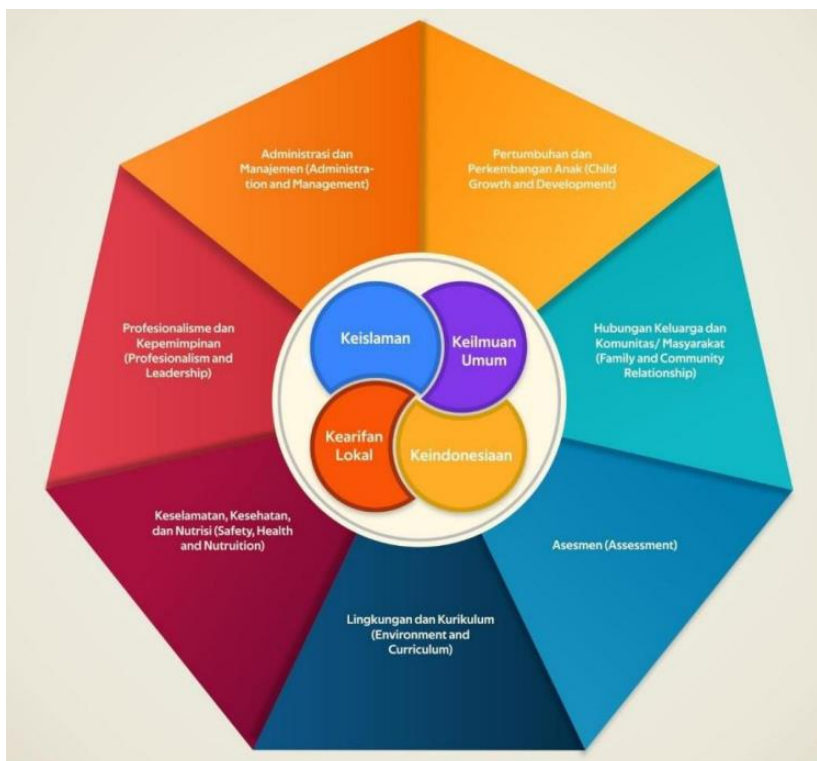 Administrasi dan
Manajemen (Administra-
tion and Management)
Pertumbuhan dan
Perkembangan Anak (Child
Growth and Development)
Hubungan Keluarga dan
Komunitas/ Masyarakat
(Family and Community
Relationship)
Asesmen (Assessment)
Lingkungan dan Kurikulum
(Environment and
Curriculum)
Keselamatan, Kesehatan,
dan Nutrisi (Safety, Health
and Nutruition)
Profesionalisme dan
Kepemimpinan
(Profesionalism and
Leadership)
Keislaman
Keilmuan
Umum
Kearifan
Lokal
Keindonesiaan